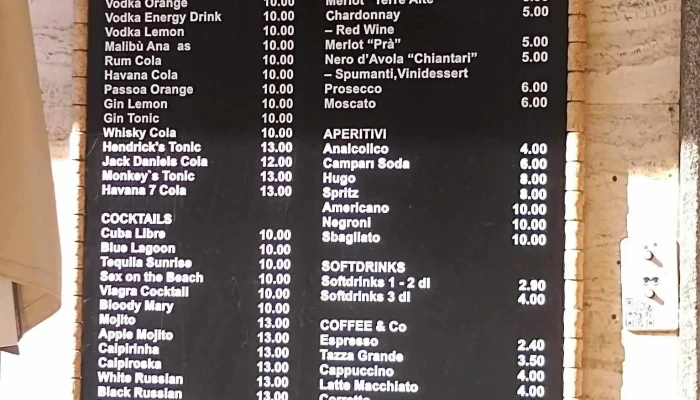 Vodka Orange 10.00
Vodka Energy Drink 10.00
Vodka Lemon 10.00
Malibù Ana as 10.00
Rum Cola 10.00
Havana Cola 10.00
Passoa Orange 10.00
Gin Lemon 10.00
Gin Tonic 10.00
Whisky Cola 10.00
Hendrick's Tonic 13.00
Jack Daniels Cola 12.00
Monkey`s Tonic 13.00
Havana 7 Cola 13.00
COCKTAILS
Cuba Libre 10.00
Blue Lagoon 10.00
Tequila Sunrise 10.00
Sex on the Beach 10.00
Viagra Cocktail 10.00
Bloody Mary 10.00
Mojito 13.00
Apple Mojito 13.00
Caipirinha 13.00
Caipiroska 13.00
White Russian 13.00
Black Russian 13.00
Merlot "Terre Alte"
Chardonnay 5.00
– Red Wine
Merlot "Prà" 5.00
Nero d'Avola "Chiantari" 5.00
– Spumanti,Vinidessert
Prosecco 6.00
Moscato 6.00
APERITIVI
Analcolico 4.00
Campari Soda 6.00
Hugo 8.00
Spritz 8.00
Americano 10.00
Negroni 10.00
Sbagliato 10.00
SOFTDRINKS
Softdrinks 1 - 2 dl 2.90
Softdrinks 3 dl 4.00
COFFEE & Co
Espresso 2.40
Tazza Grande 3.50
Cappuccino 4.00
Latte Macchiato 4.00